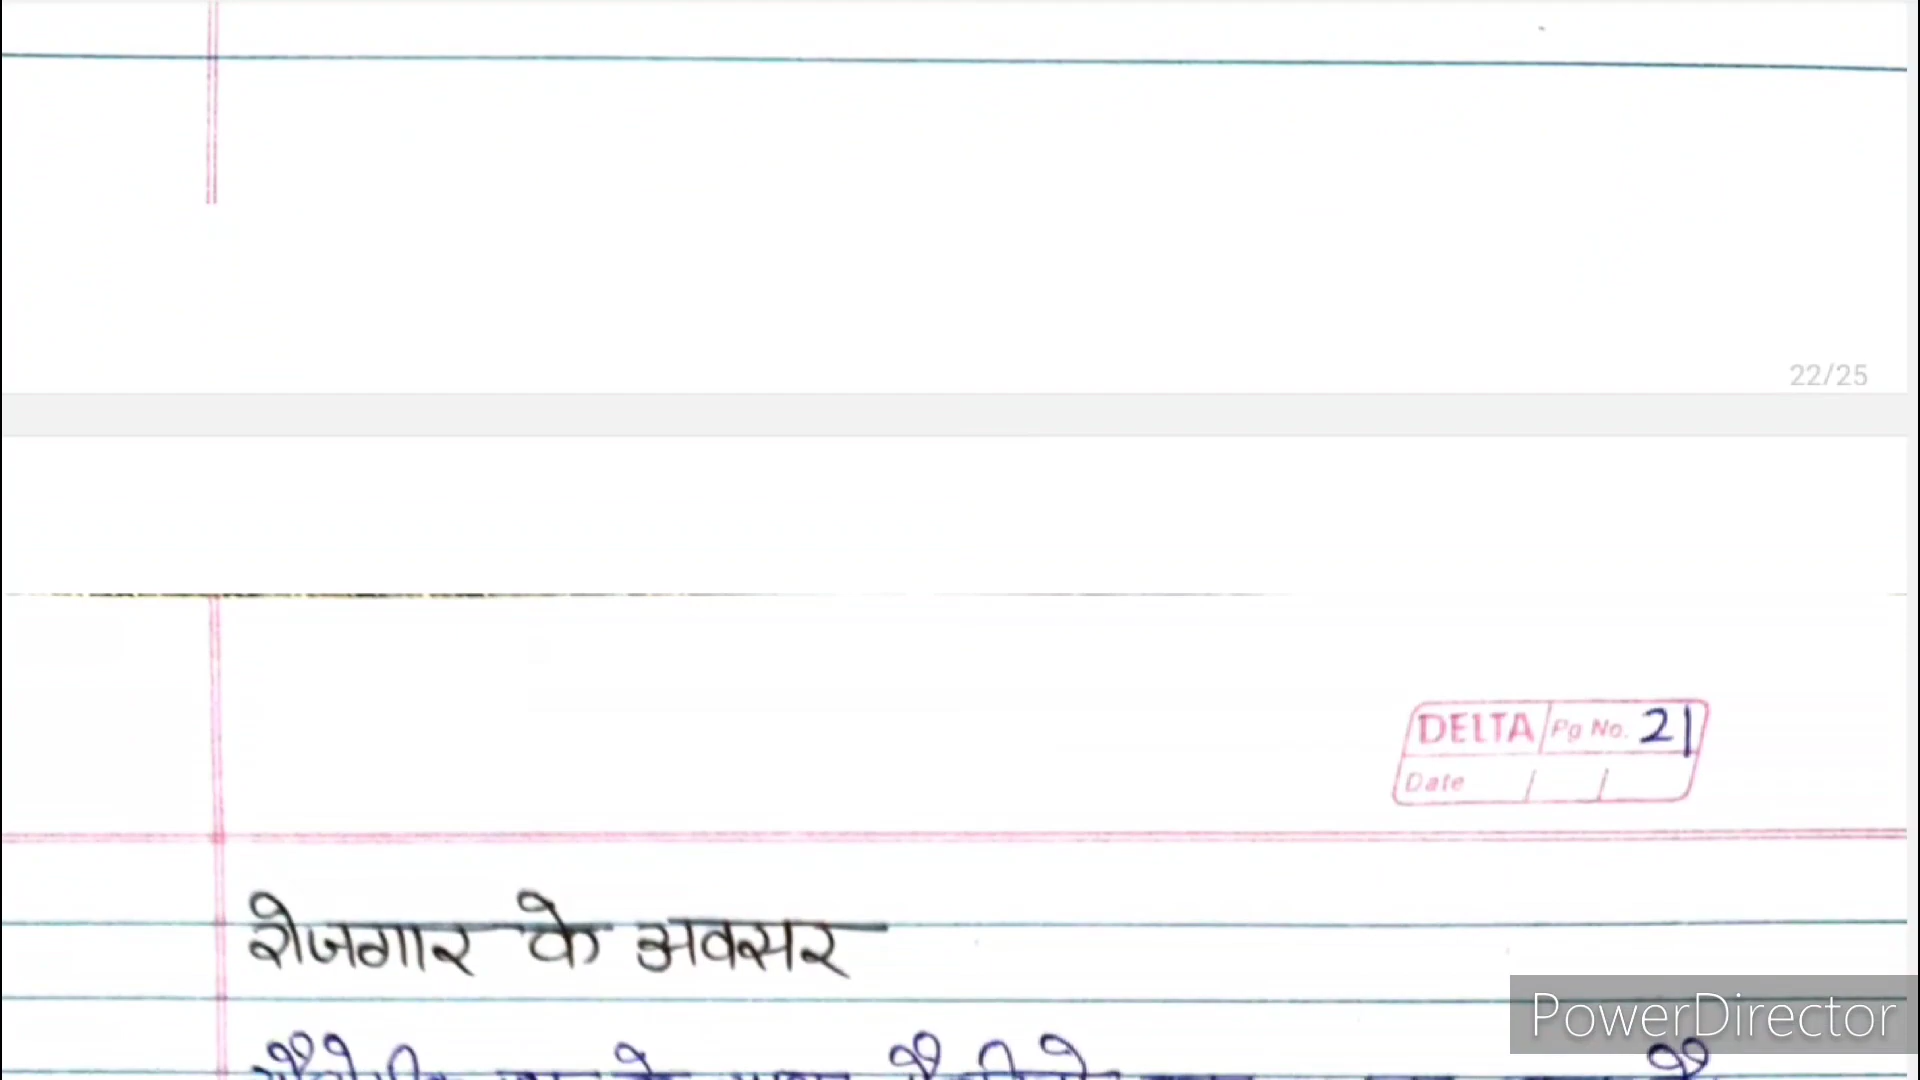 22/25
DELTA Pg No. 21
Date / /
रोजगार के अवसर
PowerDirector